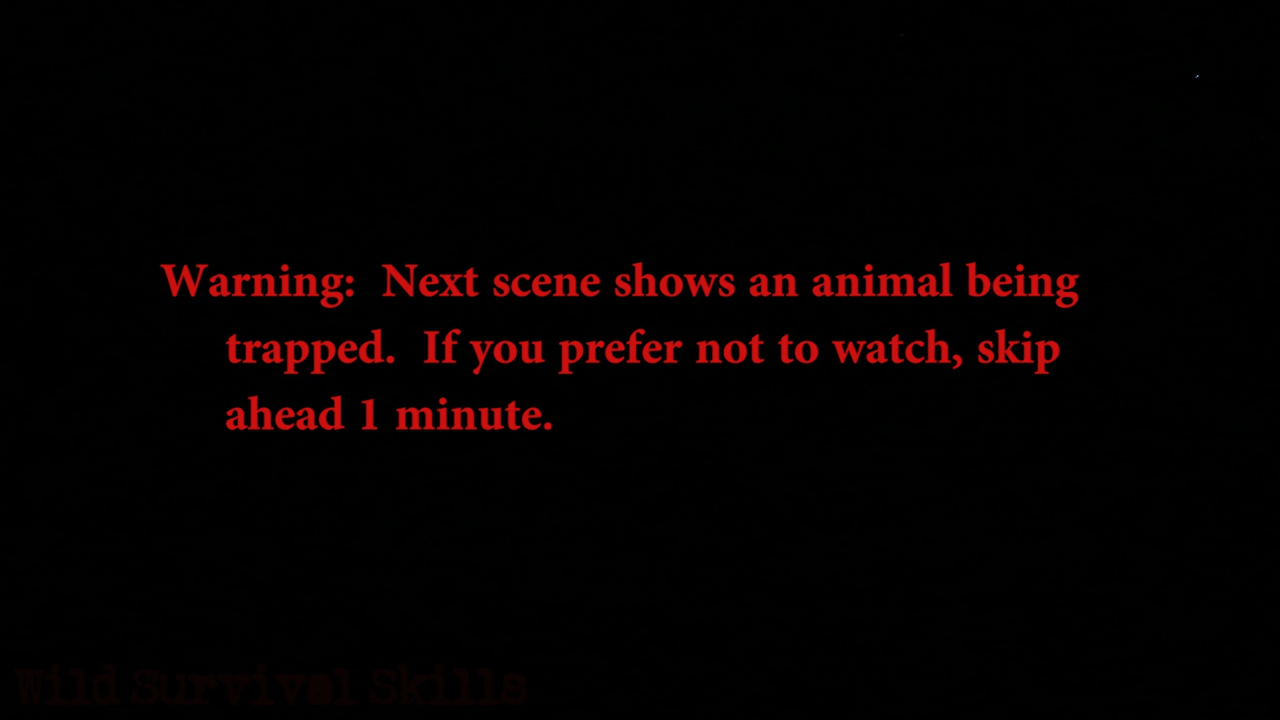 Warning: Next scene shows an animal being
trapped. If you prefer not to watch, skip
ahead 1 minute.
Wild Survival Skills